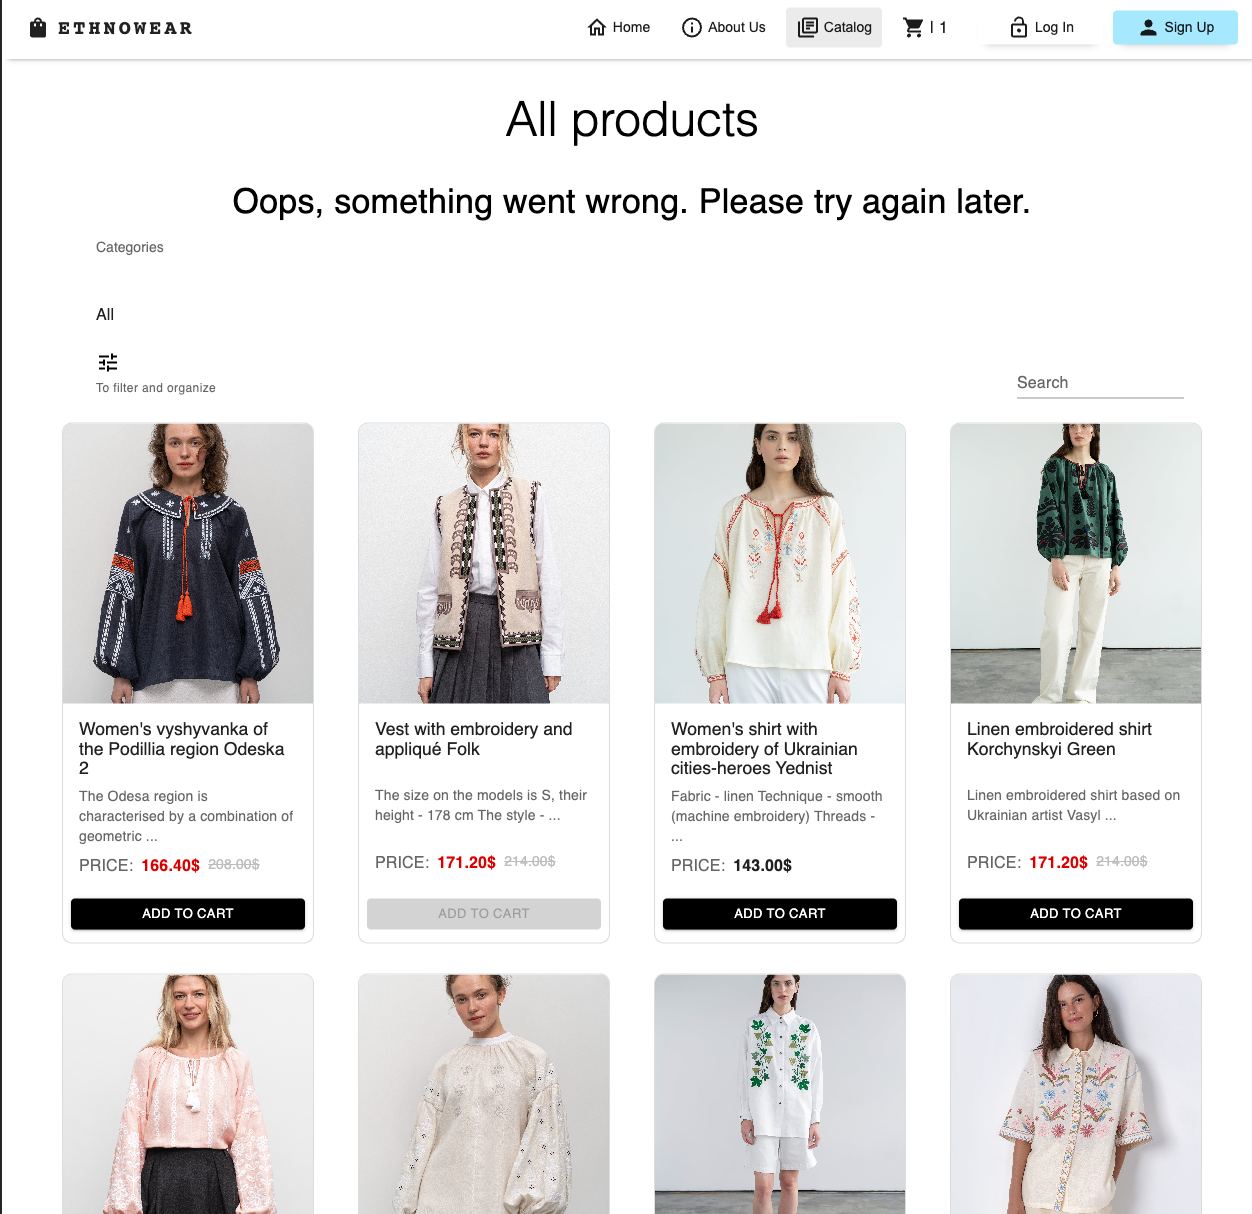 ETHNOWEAR
Home
About Us
Catalog
| 1
Log In
Sign Up
All products
Oops, something went wrong. Please try again later.
Categories
All
To filter and organize
Search
Women's vyshyvanka of
the Podillia region Odeska
2
The Odesa region is
characterised by a combination of
geometric ...
PRICE: 166.40$ 208.00$
ADD TO CART
Vest with embroidery and
appliqué Folk
The size on the models is S, their
height - 178 cm The style - ...
PRICE: 171.20$ 214.00$
ADD TO CART
Women's shirt with
embroidery of Ukrainian
cities-heroes Yednist
Fabric - linen Technique - smooth
(machine embroidery) Threads -
...
PRICE: 143.00$
ADD TO CART
Linen embroidered shirt
Korchynskyi Green
Linen embroidered shirt based on
Ukrainian artist Vasyl ...
PRICE: 171.20$ 214.00$
ADD TO CART